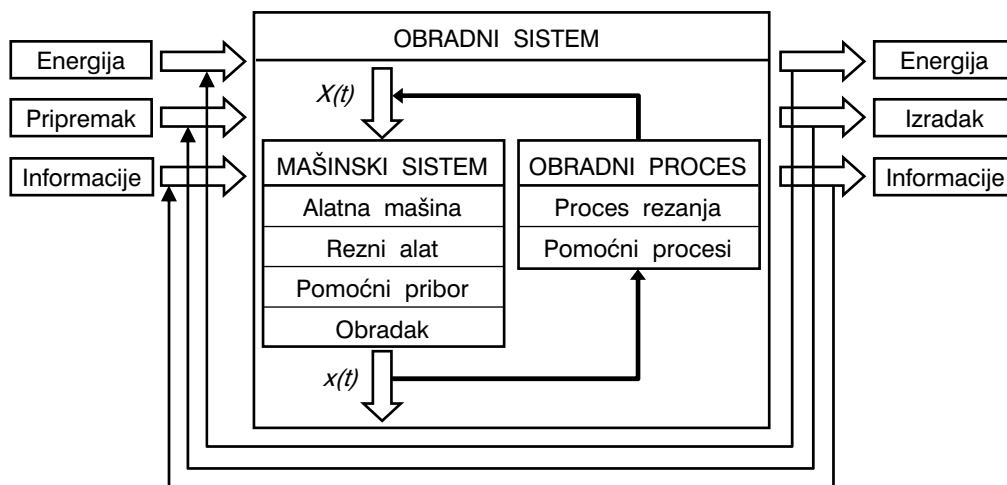 OBRADNI SISTEM
Energija
Pripremak
Informacije
X(t)
MAŠINSKI SISTEM
Alatna mašina
Rezni alat
Pomoćni pribor
Obradak
x(t)
OBRADNI PROCES
Proces rezanja
Pomoćni procesi
Energija
Izradak
Informacije